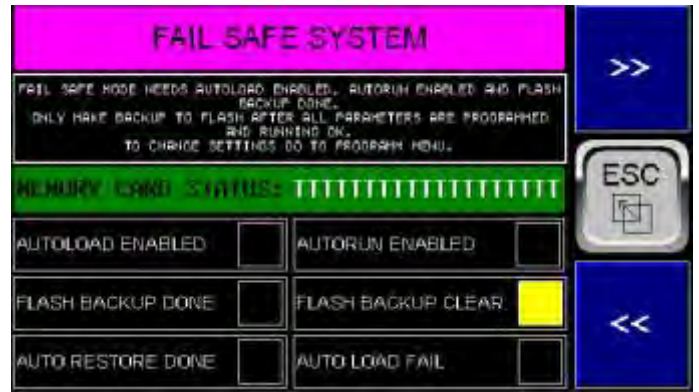 FAIL SAFE SYSTEM
>>
FAIL SAFE MODE NEEDS AUTOLOAD ENABLED, AUTORUN ENABLED AND FLASH
BACKUP DONE.
ONLY MAKE BACKUP TO FLASH AFTER ALL PARAMETERS ARE PROGRAMMED
AND RUNNING OK.
TO CHANGE SETTINGS GO TO PROGRAMM MENU.
ESC
MEMORY CARD STATUS:
AUTOLOAD ENABLED
AUTORUN ENABLED
FLASH BACKUP DONE
FLASH BACKUP CLEAR
<<
AUTO RESTORE DONE
AUTO LOAD FAIL